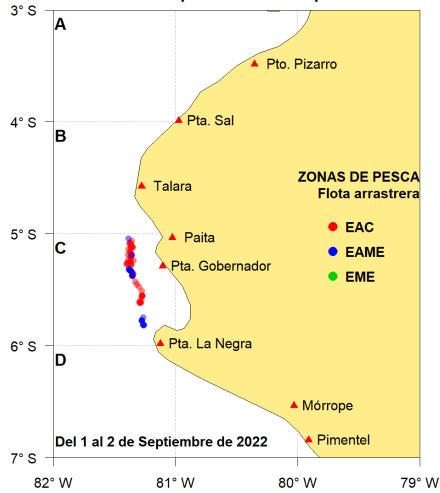 3° S
A
Pto. Pizarro
4° S
Pta. Sal
B
Talara
ZONAS DE PESCA
Flota arrastrera
EAC
5° S
Paita
C
EAME
Pta. Gobernador
EME
6° S
Pta. La Negra
D
Mórrope
Del 1 al 2 de Septiembre de 2022
Pimentel
7° S
82° W
81° W
80° W
79° W